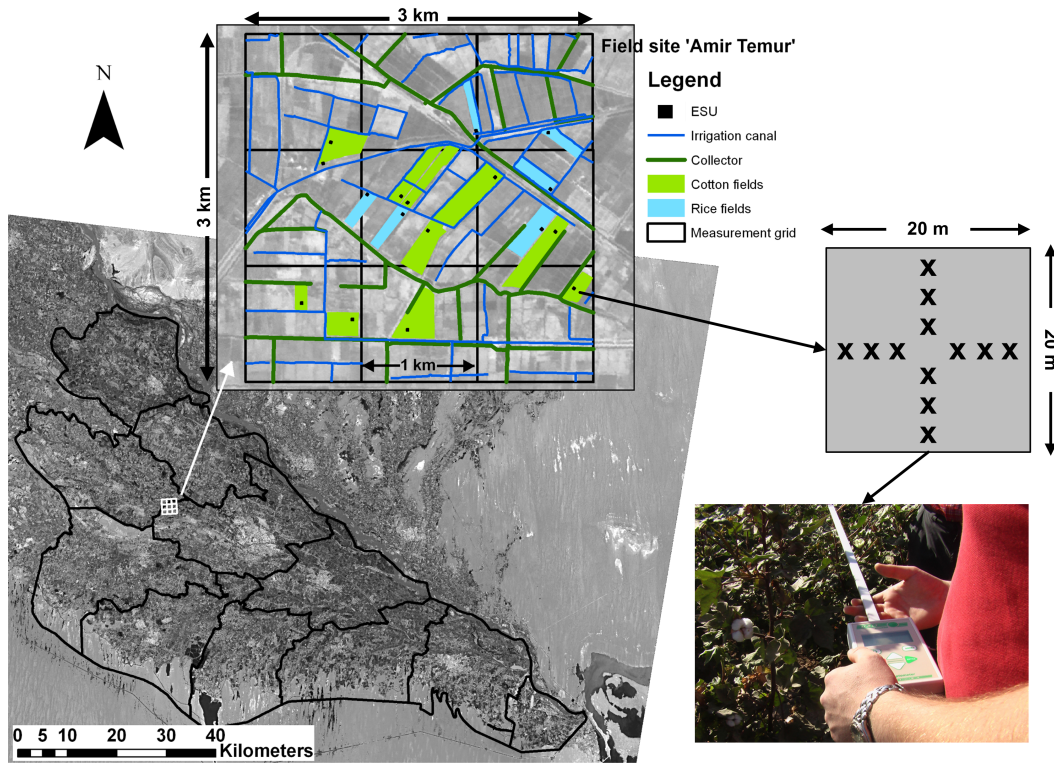 3 km
Field site 'Amir Temur'
N
Legend
ESU
Irrigation canal
Collector
Cotton fields
Rice fields
Measurement grid
3 km
1 km
20 m
20 m
X
X
X
X X X X X X
X
X
X
0 5 10 20 30 40
Kilometers